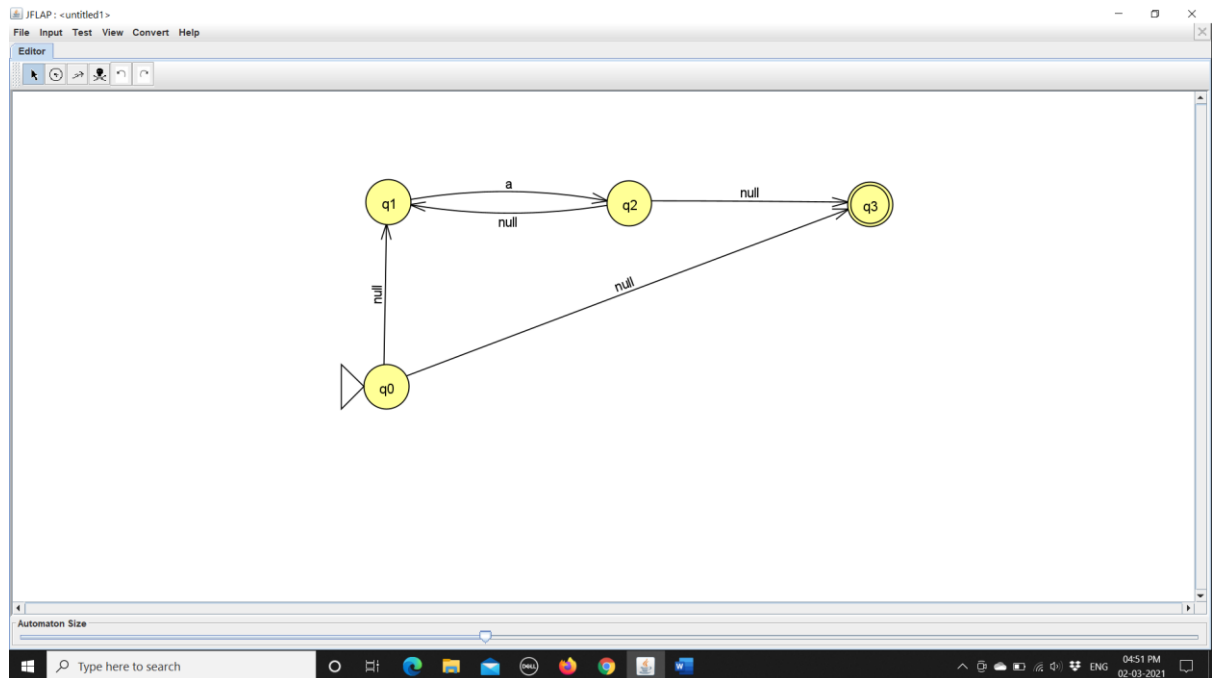 JFLAP : <untitled1>
File Input Test View Convert Help
Editor
a
q1
q2
null
q3
null
null
null
q0
Automaton Size
Type here to search
DELL
W
ENG
04:51 PM
02-03-2021